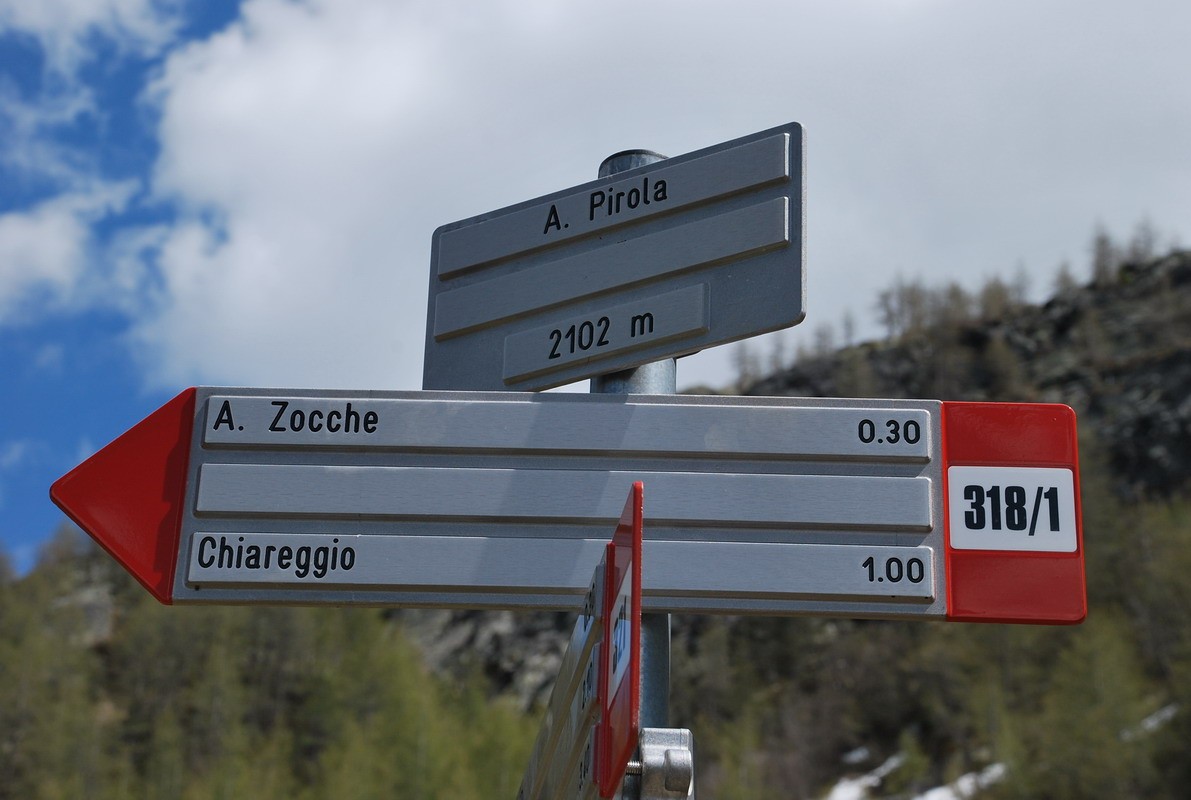 A. Pirola
2102 m
A. Zocche 0.30
318/1
Chiareggio 1.00